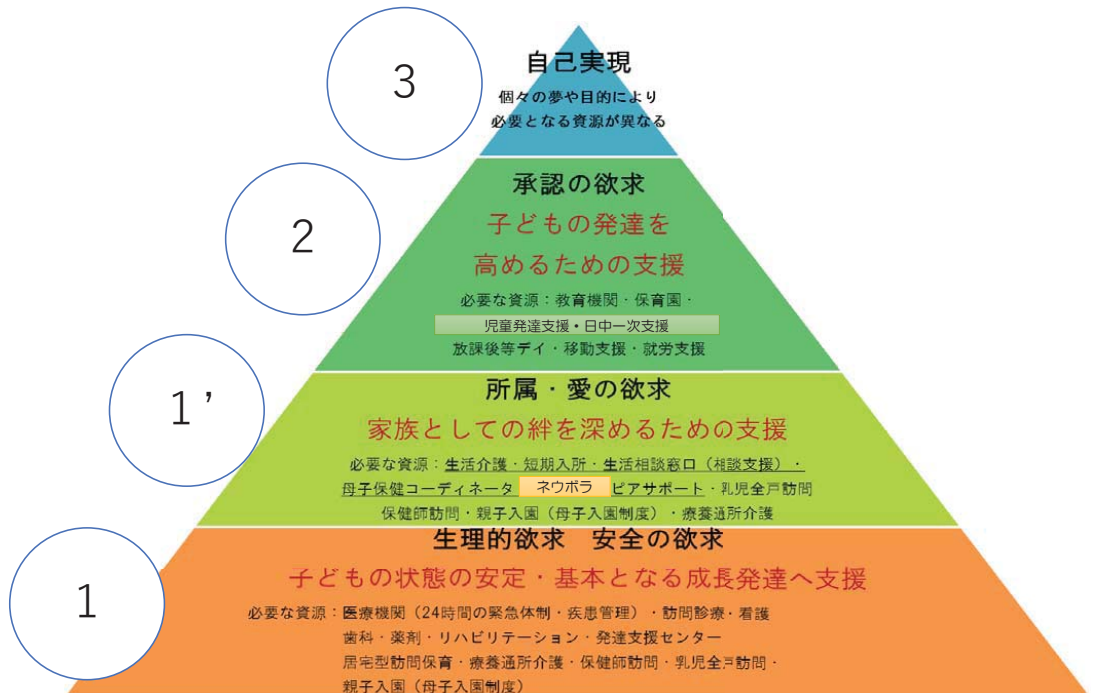 3
自己実現
個々の夢や目的により
必要となる資源が異なる
2
承認の欲求
子どもの発達を
高めるための支援
必要な資源：教育機関・保育園・
児童発達支援・日中一次支援
放課後等デイ・移動支援・就労支援
1’
所属・愛の欲求
家族としての絆を深めるための支援
必要な資源：生活介護・短期入所・生活相談窓口（相談支援）・
母子保健コーディネータ ネウボラ ピアサポート・乳児全戸訪問
保健師訪問・親子入園（母子入園制度）・療養通所介護
1
生理的欲求　安全の欲求
子どもの状態の安定・基本となる成長発達へ支援
必要な資源：医療機関（24時間の緊急体制・疾患管理）・訪問診療・看護
歯科・薬剤・リハビリテーション・発達支援センター
居宅型訪問保育・療養通所介護・保健師訪問・乳児全戸訪問・
親子入園（母子入園制度）